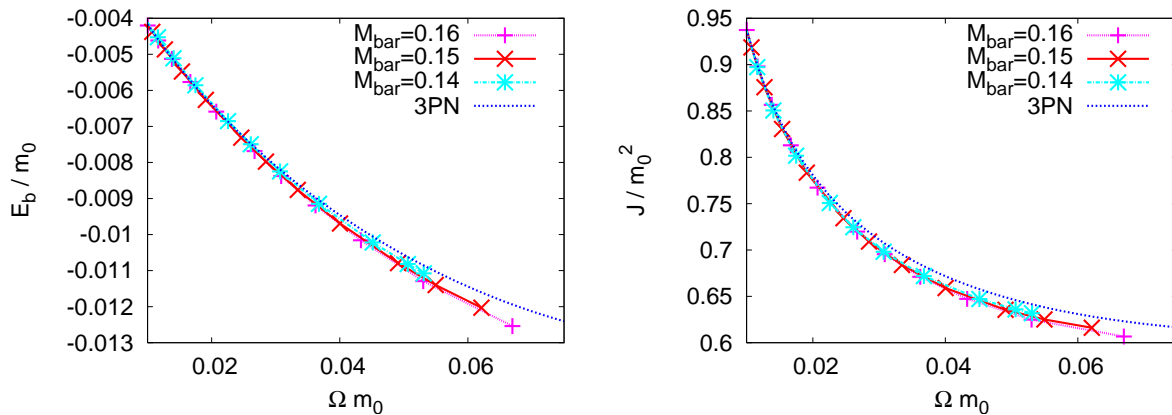 -0.004
-0.005
-0.006
-0.007
-0.008
-0.009
-0.01
-0.011
-0.012
-0.013
E_b / m_0
0.02
0.04
0.06
Ω m_0
M_bar=0.16
M_bar=0.15
M_bar=0.14
3PN
0.95
0.9
0.85
0.8
0.75
0.7
0.65
0.6
J / m_0^2
0.02
0.04
0.06
Ω m_0
M_bar=0.16
M_bar=0.15
M_bar=0.14
3PN